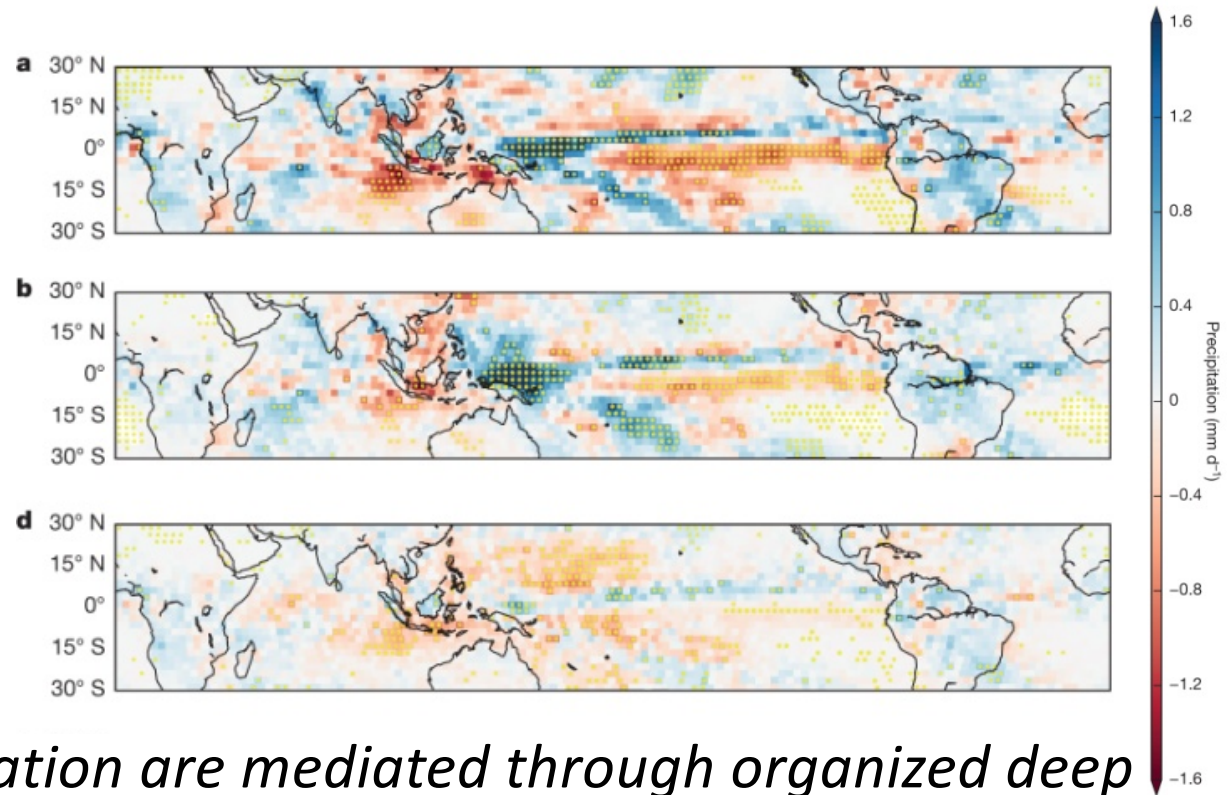 a
30° N
15° N
0°
15° S
30° S
b
30° N
15° N
0°
15° S
30° S
d
30° N
15° N
0°
15° S
30° S
1.6
1.2
0.8
0.4
0
−0.4
−0.8
−1.2
−1.6
Precipitation (mm d⁻¹)
ation are mediated through organized deep